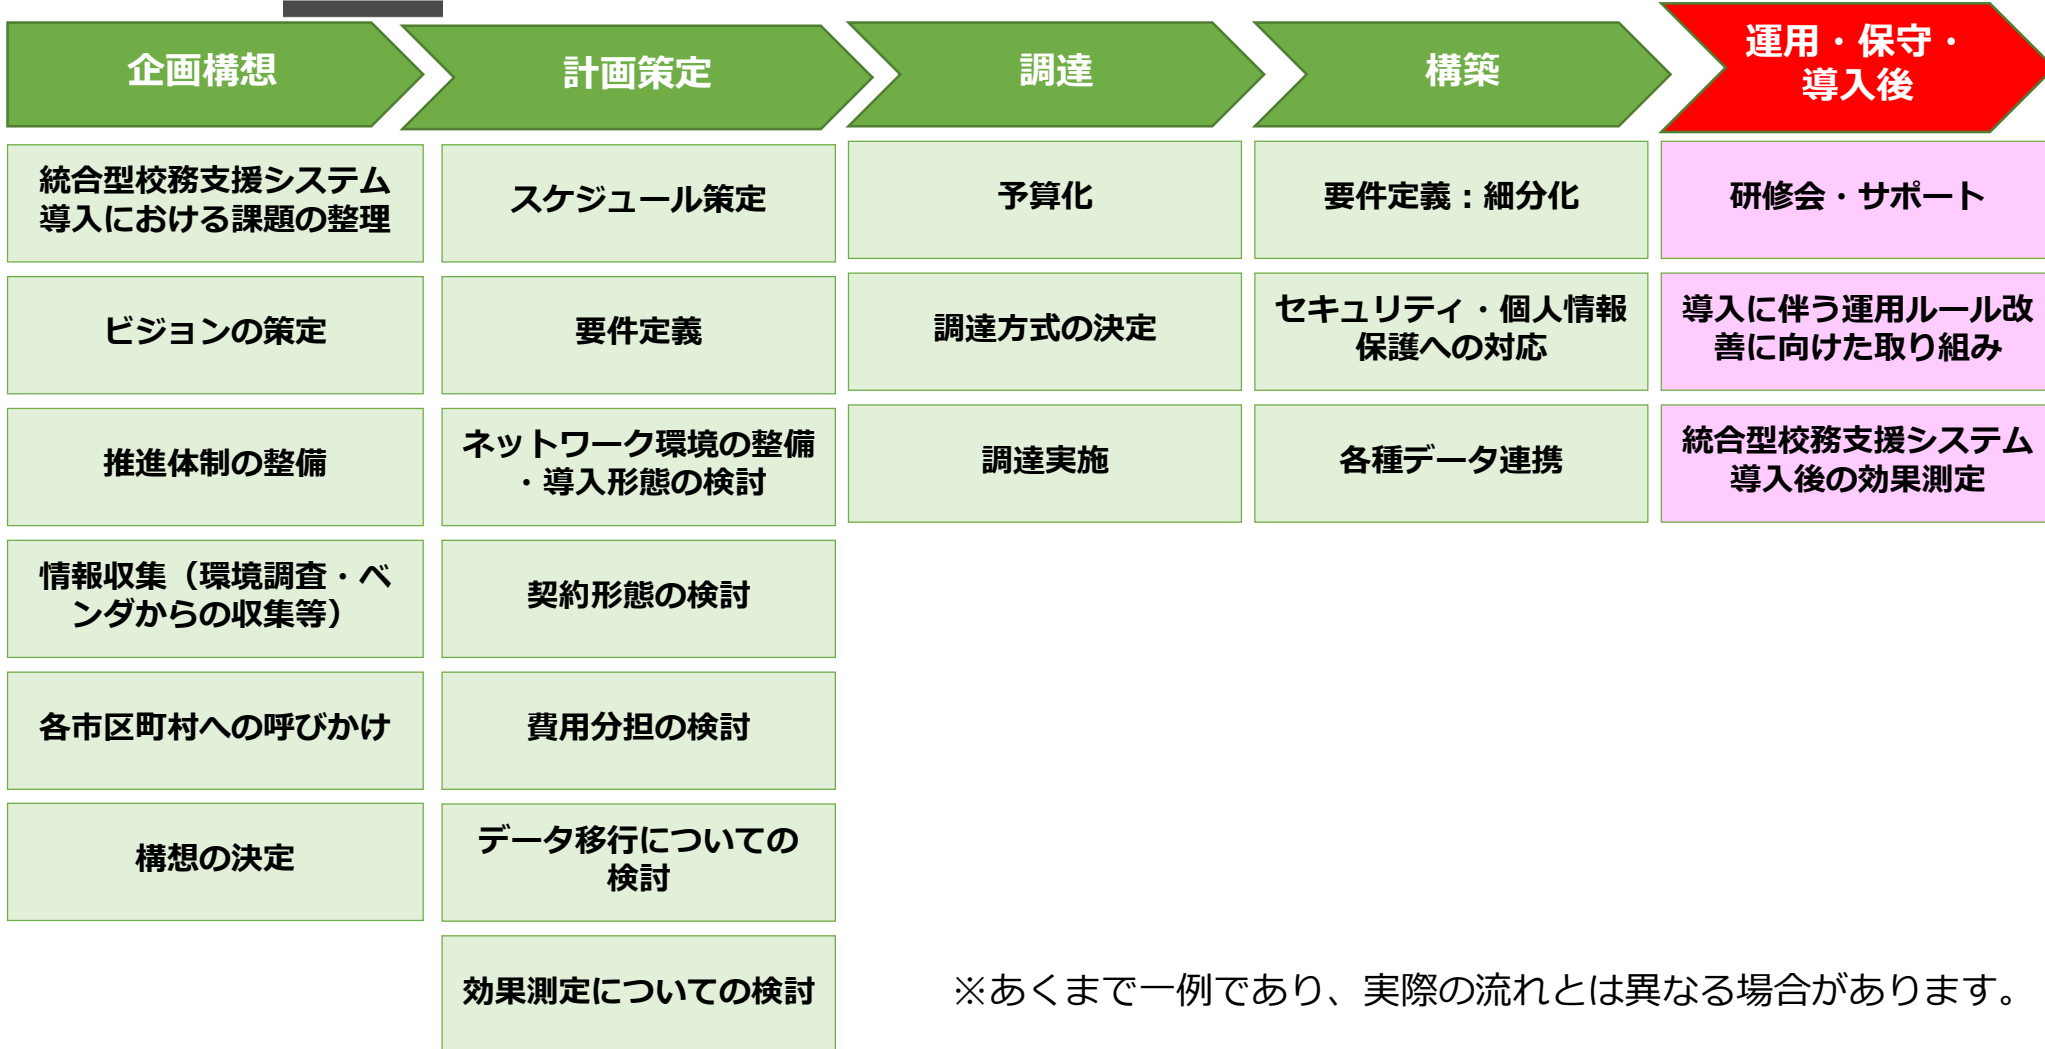 企画構想
計画策定
調達
構築
運用・保守・
導入後
統合型校務支援システム
導入における課題の整理
ビジョンの策定
推進体制の整備
情報収集（環境調査・ベ
ンダからの収集等）
各市区町村への呼びかけ
構想の決定
スケジュール策定
要件定義
ネットワーク環境の整備
・導入形態の検討
契約形態の検討
費用分担の検討
データ移行についての
検討
効果測定についての検討
予算化
調達方式の決定
調達実施
要件定義：細分化
セキュリティ・個人情報
保護への対応
各種データ連携
研修会・サポート
導入に伴う運用ルール改
善に向けた取り組み
統合型校務支援システム
導入後の効果測定
※あくまで一例であり、実際の流れとは異なる場合があります。